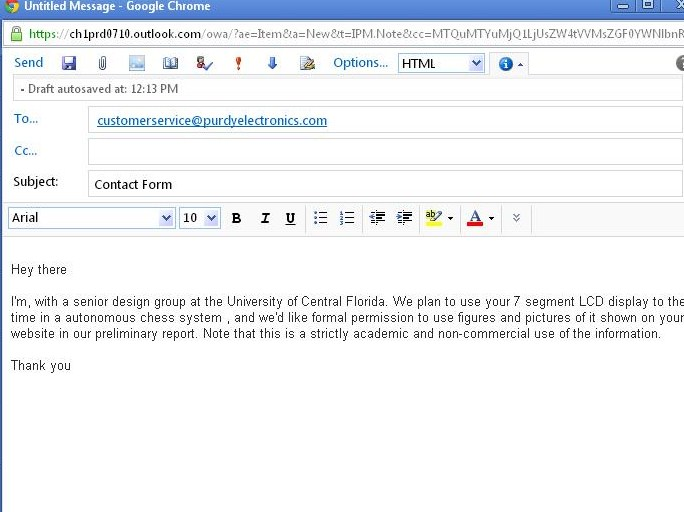 Untitled Message - Google Chrome
https://ch1prd0710.outlook.com/owa/?ae=Item&a=New&t=IPM.Note&cc=
Send Options... HTML
- Draft autosaved at: 12:13 PM
To... customerservice@purdyelectronics.com
Cc...
Subject: Contact Form
Arial 10 B I U ab A
Hey there
I'm, with a senior design group at the University of Central Florida. We plan to use your 7 segment LCD display to the
time in a autonomous chess system , and we'd like formal permission to use figures and pictures of it shown on your
website in our preliminary report. Note that this is a strictly academic and non-commercial use of the information.
Thank you